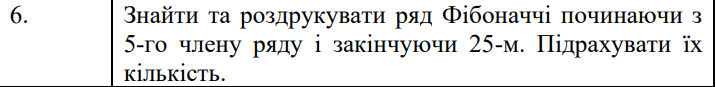 6. Знайти та роздрукувати ряд Фібоначчі починаючи з
5-го члену ряду і закінчуючи 25-м. Підрахувати їх
кількість.